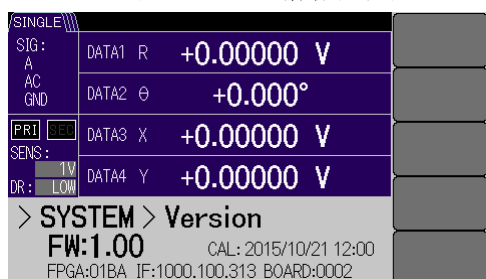 SINGLE
SIG:
A
AC
GND
PRI SEC
SENS:
1V
DR: LOW
DATA1 R +0.00000 V
DATA2 θ +0.000°
DATA3 X +0.00000 V
DATA4 Y +0.00000 V
> SYSTEM > Version
FW:1.00 CAL: 2015/10/21 12:00
FPGA:01BA IF:1000.100.313 BOARD:0002